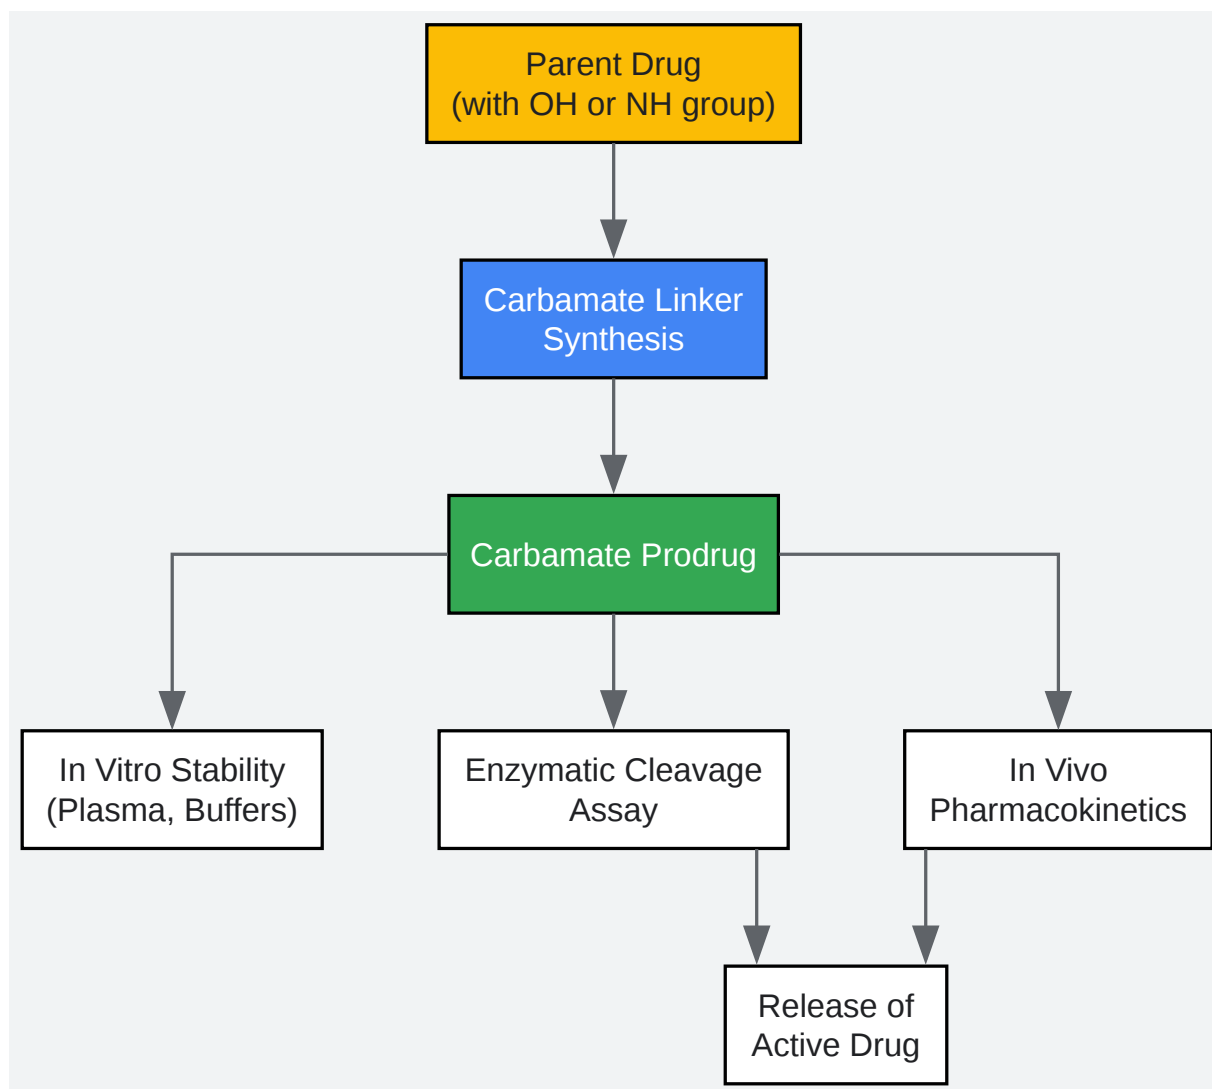 Parent Drug
(with OH or NH group)
Carbamate Linker
Synthesis
Carbamate Prodrug
In Vitro Stability
(Plasma, Buffers)
Enzymatic Cleavage
Assay
In Vivo
Pharmacokinetics
Release of
Active Drug